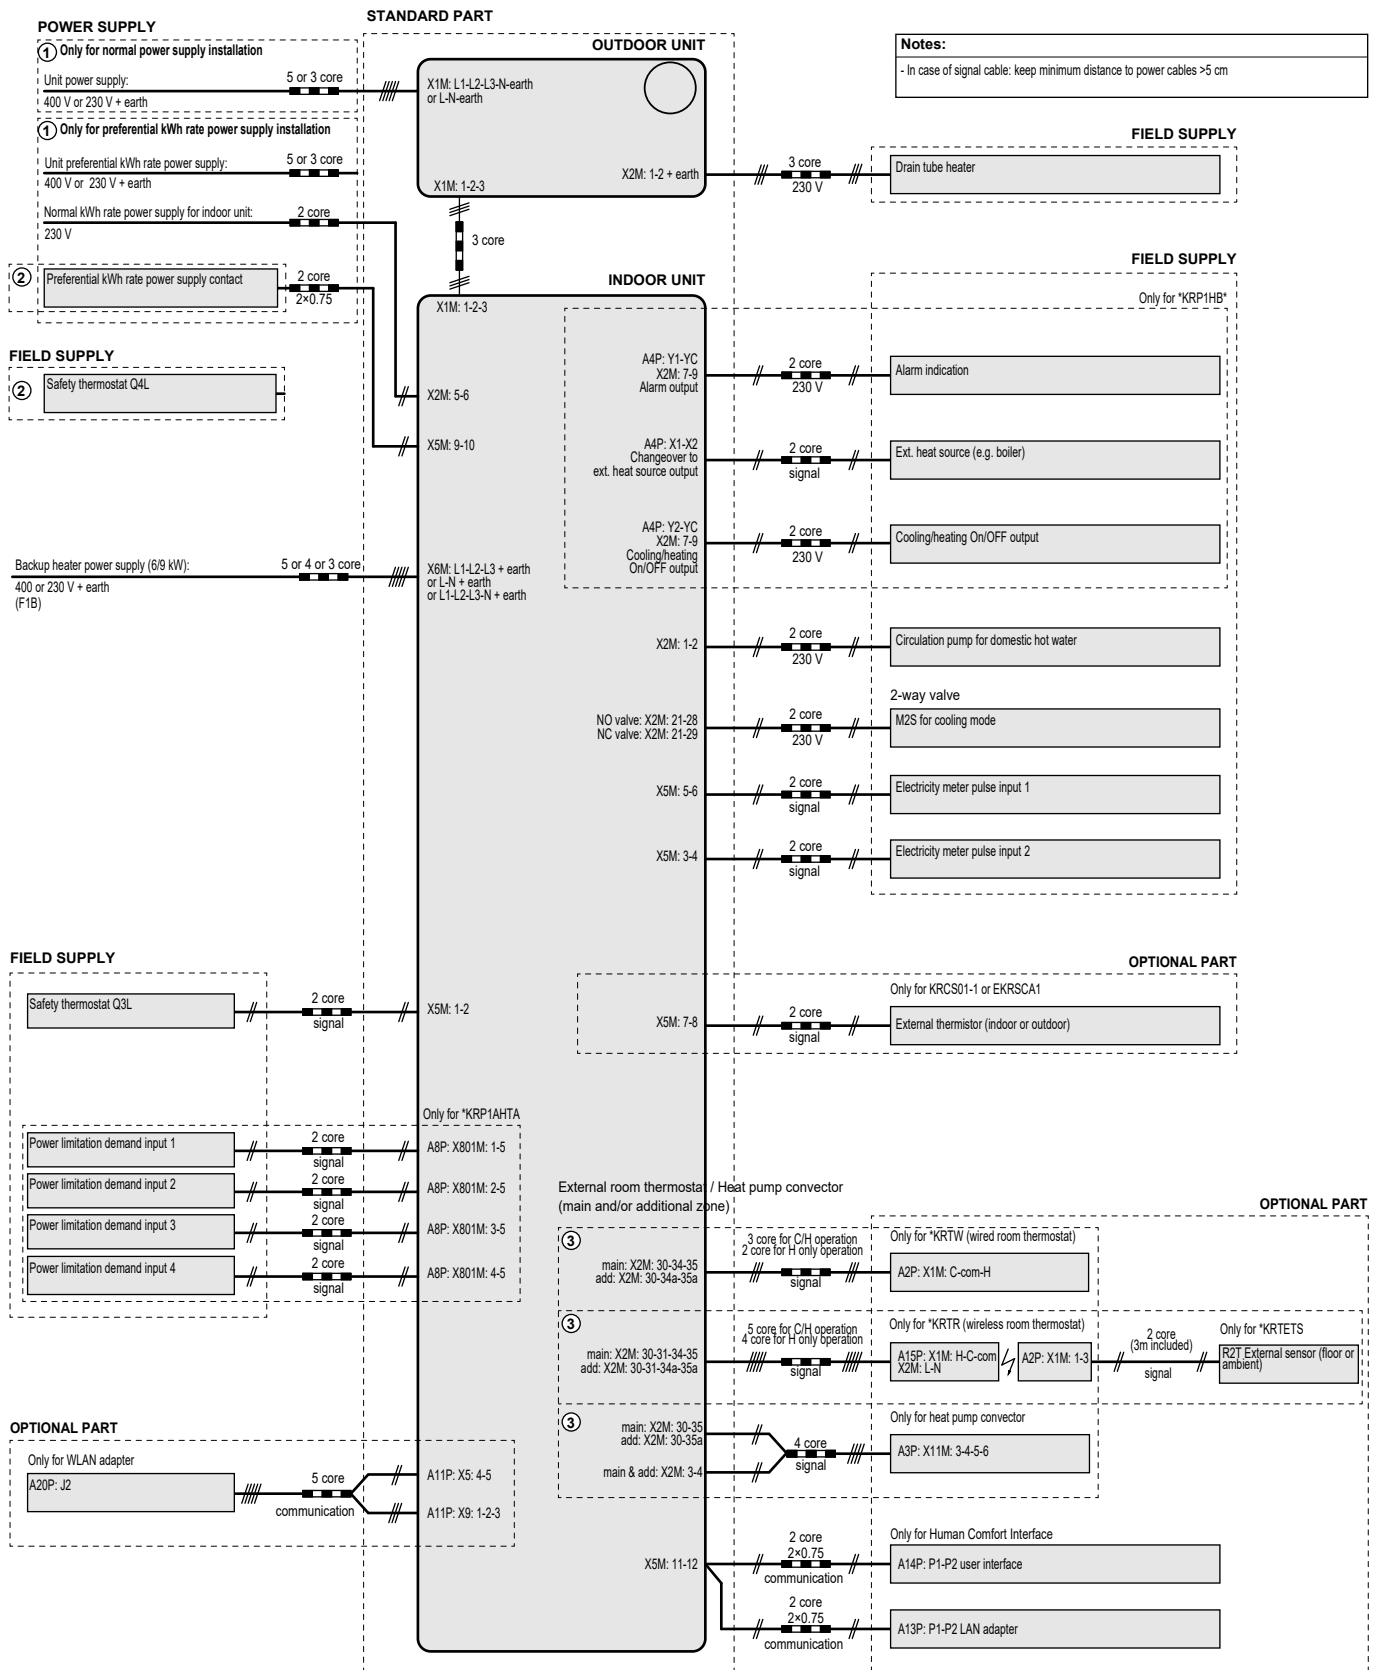 STANDARD PART
POWER SUPPLY
① Only for normal power supply installation
Unit power supply:
5 or 3 core
400 V or 230 V + earth
① Only for preferential kWh rate power supply installation
Unit preferential kWh rate power supply:
5 or 3 core
400 V or 230 V + earth
Normal kWh rate power supply for indoor unit:
2 core
230 V
②
Preferential kWh rate power supply contact
2 core
2×0.75
FIELD SUPPLY
②
Safety thermostat Q4L
Backup heater power supply (6/9 kW):
5 or 4 or 3 core
400 or 230 V + earth
(F1B)
FIELD SUPPLY
Safety thermostat Q3L
2 core
signal
Power limitation demand input 1
2 core
signal
Power limitation demand input 2
2 core
signal
Power limitation demand input 3
2 core
signal
Power limitation demand input 4
2 core
signal
OPTIONAL PART
Only for WLAN adapter
A20P: J2
5 core
communication
OUTDOOR UNIT
X1M: L1-L2-L3-N-earth
or L-N-earth
X2M: 1-2 + earth
X1M: 1-2-3
3 core
INDOOR UNIT
X1M: 1-2-3
X2M: 5-6
X5M: 9-10
X6M: L1-L2-L3 + earth
or L-N + earth
or L1-L2-L3-N + earth
X5M: 1-2
Only for *KRP1AHTA
A8P: X801M: 1-5
A8P: X801M: 2-5
A8P: X801M: 3-5
A8P: X801M: 4-5
A11P: X5: 4-5
A11P: X9: 1-2-3
Notes:
- In case of signal cable: keep minimum distance to power cables >5 cm
FIELD SUPPLY
3 core
230 V
Drain tube heater
FIELD SUPPLY
Only for *KRP1HB*
A4P: Y1-YC
X2M: 7-9
Alarm output
2 core
230 V
Alarm indication
A4P: X1-X2
Changeover to
ext. heat source output
2 core
signal
Ext. heat source (e.g. boiler)
A4P: Y2-YC
X2M: 7-9
Cooling/heating
On/OFF output
2 core
230 V
Cooling/heating On/OFF output
X2M: 1-2
2 core
230 V
Circulation pump for domestic hot water
2-way valve
NO valve: X2M: 21-28
NC valve: X2M: 21-29
2 core
230 V
M2S for cooling mode
X5M: 5-6
2 core
signal
Electricity meter pulse input 1
X5M: 3-4
2 core
signal
Electricity meter pulse input 2
OPTIONAL PART
Only for KRCS01-1 or EKRSCA1
X5M: 7-8
2 core
signal
External thermistor (indoor or outdoor)
External room thermostat / Heat pump convector
(main and/or additional zone)
OPTIONAL PART
③
main: X2M: 30-34-35
add: X2M: 30-34a-35a
3 core for C/H operation
2 core for H only operation
signal
Only for *KRTW (wired room thermostat)
A2P: X1M: C-com-H
③
main: X2M: 30-31-34-35
add: X2M: 30-31-34a-35a
5 core for C/H operation
4 core for H only operation
signal
Only for *KRTR (wireless room thermostat)
A15P: X1M: H-C-com
X2M: L-N
A2P: X1M: 1-3
2 core
(3m included)
signal
Only for *KRTETS
R2T External sensor (floor or
ambient)
③
main: X2M: 30-35
add: X2M: 30-35a
main & add: X2M: 3-4
4 core
signal
Only for heat pump convector
A3P: X11M: 3-4-5-6
X5M: 11-12
2 core
2×0.75
communication
Only for Human Comfort Interface
A14P: P1-P2 user interface
2 core
2×0.75
communication
A13P: P1-P2 LAN adapter